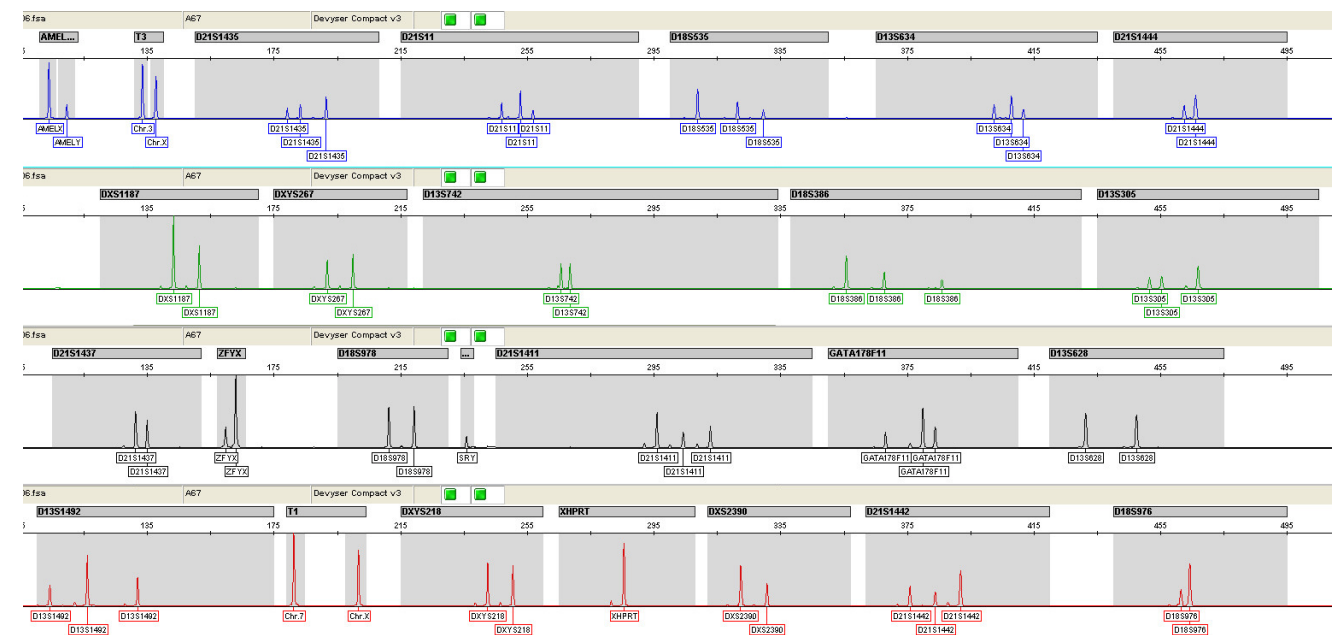 06.fsa A67 Devyser Compact v3
AMEL... T3 D21S1435 D21S11 D18S535 D13S634 D21S1444
135 175 215 255 295 335 375 415 455 495
AMELX Chr.3 D21S1435 D21S11 D21S11 D18S535 D18S535 D13S634 D21S1444
AMELY Chr.X D21S1435 D21S11 D18S535 D13S634 D21S1444
D21S1435 D13S634
06.fsa A67 Devyser Compact v3
DXS1187 DXYS267 D13S742 D18S386 D13S305
135 175 215 255 295 335 375 415 455 495
DXS1187 DXYS267 D13S742 D18S386 D18S386 D18S386 D13S305 D13S305
DXS1187 DXYS267 D13S742 D13S305
06.fsa A67 Devyser Compact v3
D21S1437 ZFYX D18S978 ... D21S1411 GATA178F11 D13S628
135 175 215 255 295 335 375 415 455 495
D21S1437 ZFYX D18S978 SRY D21S1411 D21S1411 GATA178F11 GATA178F11 D13S628 D13S628
D21S1437 ZFYX D18S978 D21S1411 GATA178F11
06.fsa A67 Devyser Compact v3
D13S1492 T1 DXYS218 XHPRT DXS2390 D21S1442 D18S976
135 175 215 255 295 335 375 415 455 495
D13S1492 D13S1492 Chr.7 Chr.X DXYS218 XHPRT DXS2390 D21S1442 D21S1442 D18S976
D13S1492 DXYS218 DXS2390 D21S1442 D18S976